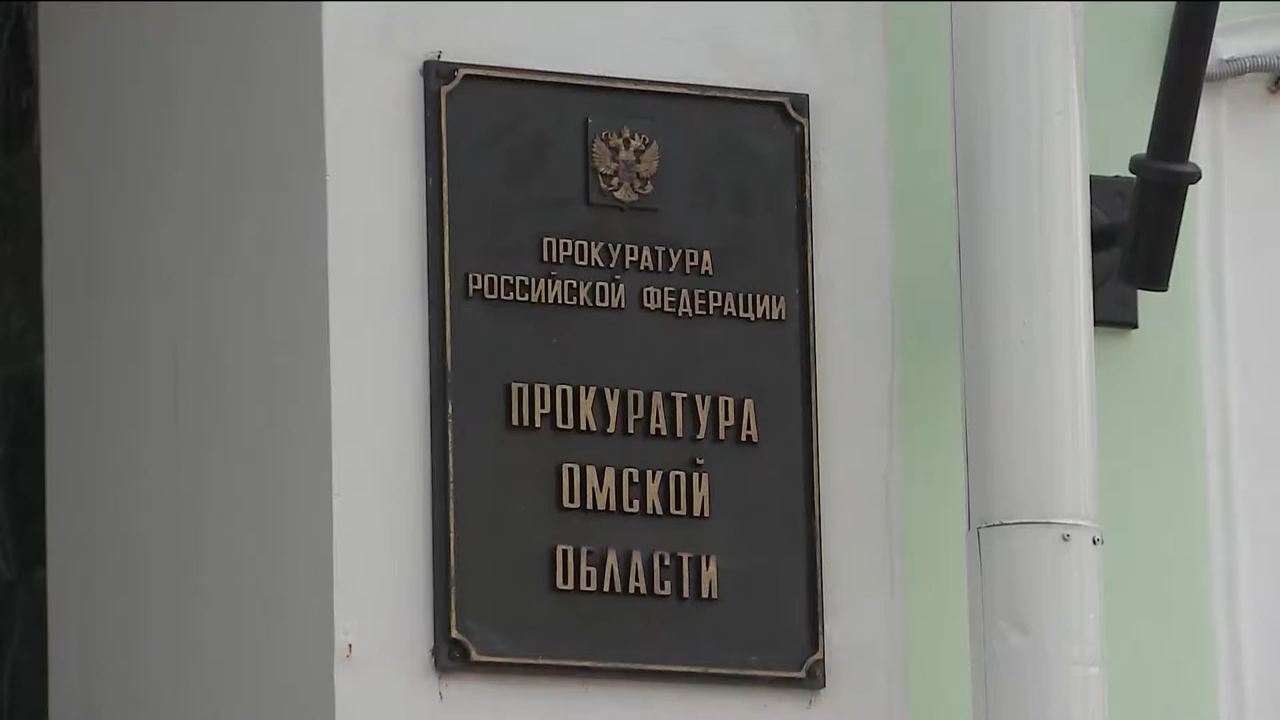 ПРОКУРАТУРА
РОССИЙСКОЙ ФЕДЕРАЦИИ
ПРОКУРАТУРА
ОМСКОЙ
ОБЛАСТИ